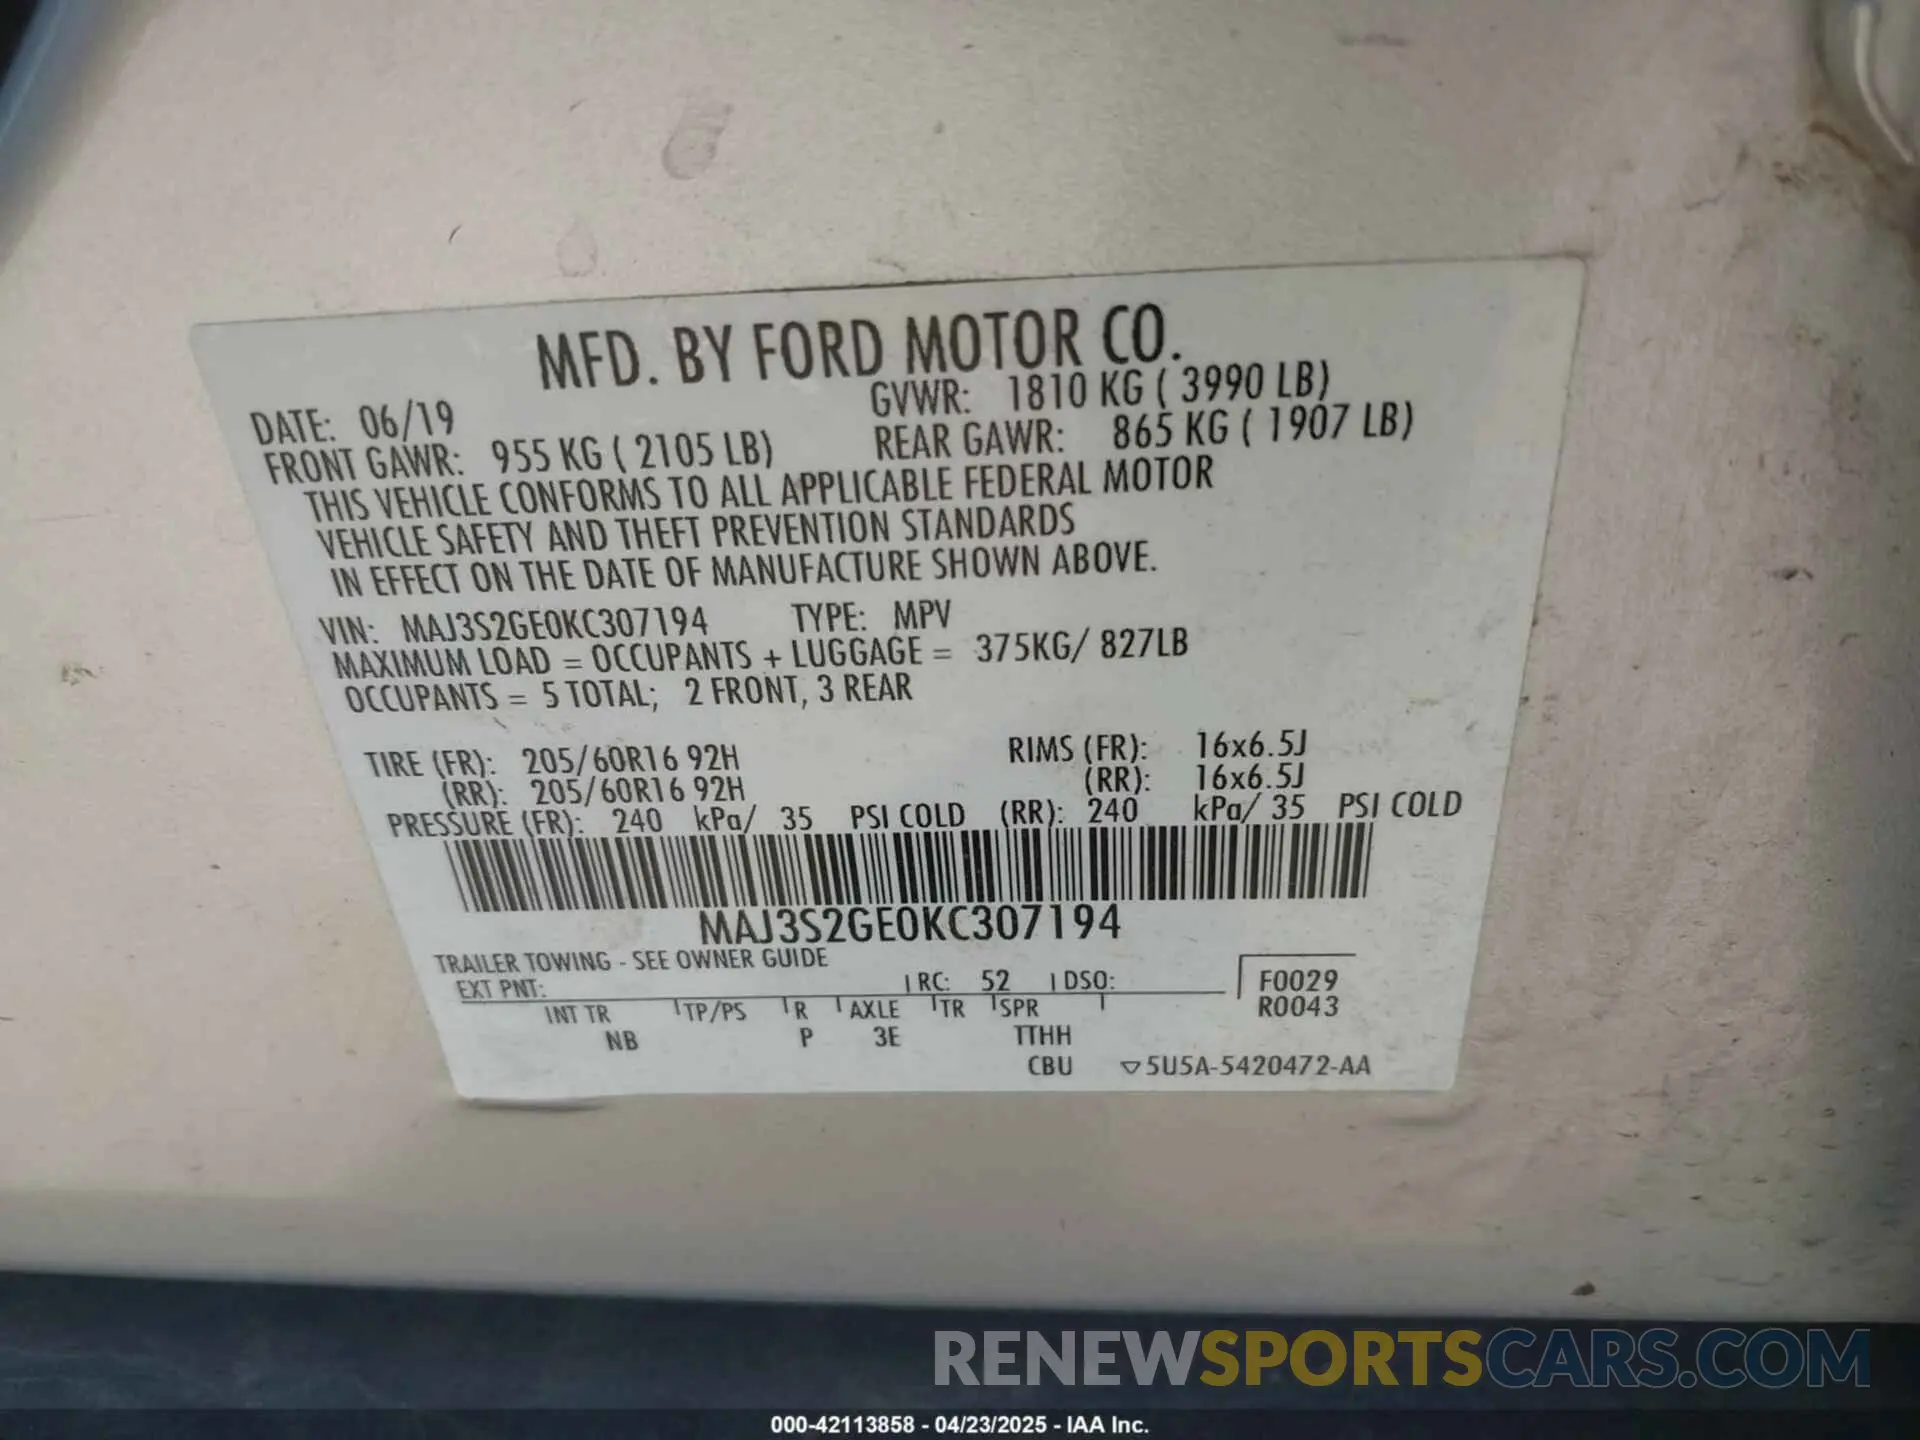 MFD. BY FORD MOTOR CO.
DATE: 06/19 GVWR: 1810 KG ( 3990 LB)
FRONT GAWR: 955 KG ( 2105 LB) REAR GAWR: 865 KG ( 1907 LB)
THIS VEHICLE CONFORMS TO ALL APPLICABLE FEDERAL MOTOR
VEHICLE SAFETY AND THEFT PREVENTION STANDARDS
IN EFFECT ON THE DATE OF MANUFACTURE SHOWN ABOVE.
VIN: MAJ3S2GE0KC307194 TYPE: MPV
MAXIMUM LOAD = OCCUPANTS + LUGGAGE = 375KG/ 827LB
OCCUPANTS = 5 TOTAL; 2 FRONT, 3 REAR
TIRE (FR): 205/60R16 92H RIMS (FR): 16x6.5J
(RR): 205/60R16 92H (RR): 16x6.5J
PRESSURE (FR): 240 kPa/ 35 PSI COLD (RR): 240 kPa/ 35 PSI COLD
MAJ3S2GE0KC307194
TRAILER TOWING - SEE OWNER GUIDE
EXT PNT: RC: 52 DSO: F0029
INT TR TP/PS R AXLE TR SPR R0043
NB P 3E TTHH
CBU ▽5U5A-5420472-AA
RENEWSPORTSCARS.COM
000-42113858 - 04/23/2025 - IAA Inc.